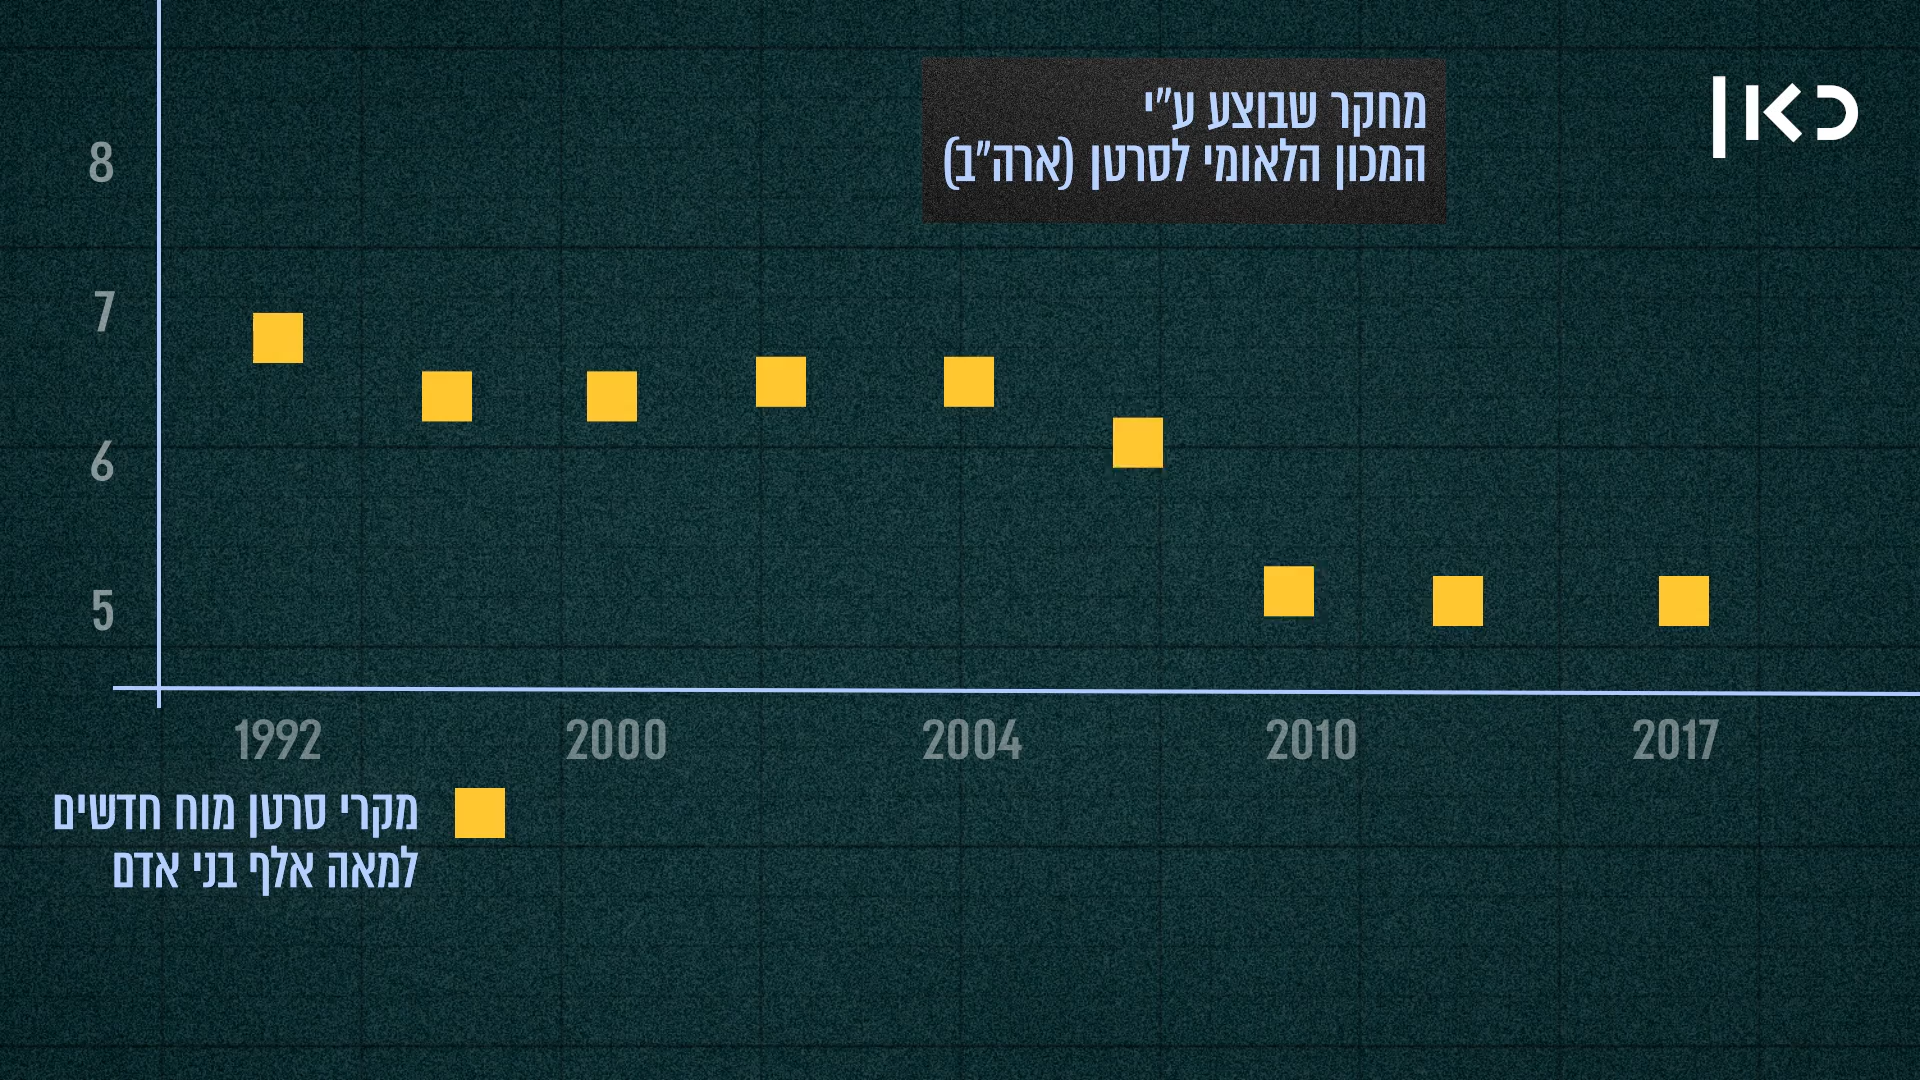 כאן
מחקר שבוצע ע"י
המכון הלאומי לסרטן (ארה"ב)
8
7
6
5
1992 2000 2004 2010 2017
מקרי סרטן מוח חדשים
למאה אלף בני אדם